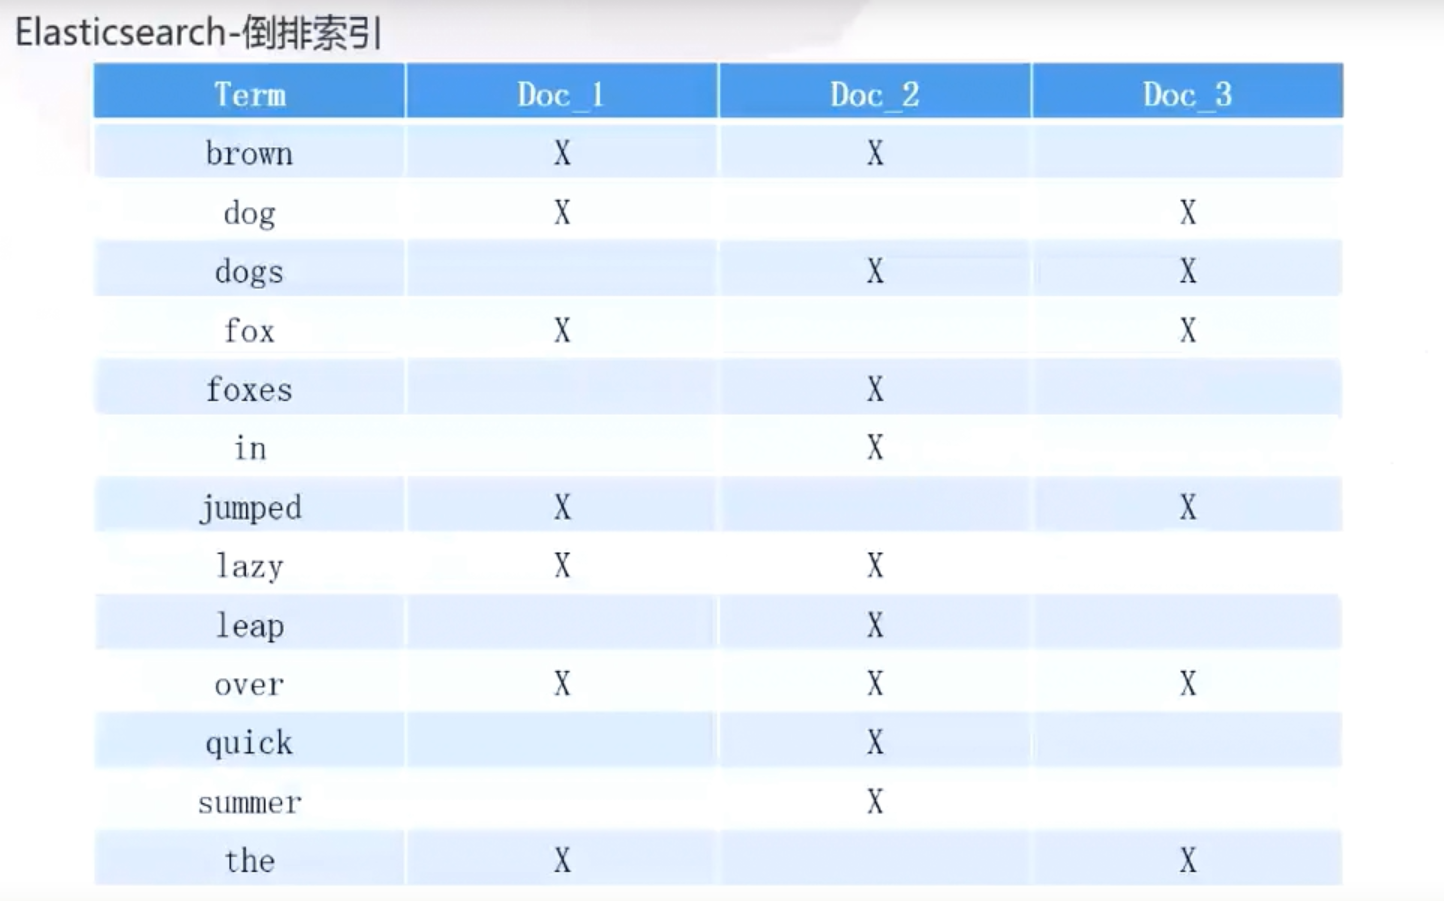 Elasticsearch-倒排索引
Term Doc_1 Doc_2 Doc_3
brown X X
dog X X
dogs X X
fox X X
foxes X
in X
jumped X X
lazy X X
leap X
over X X X
quick X
summer X
the X X